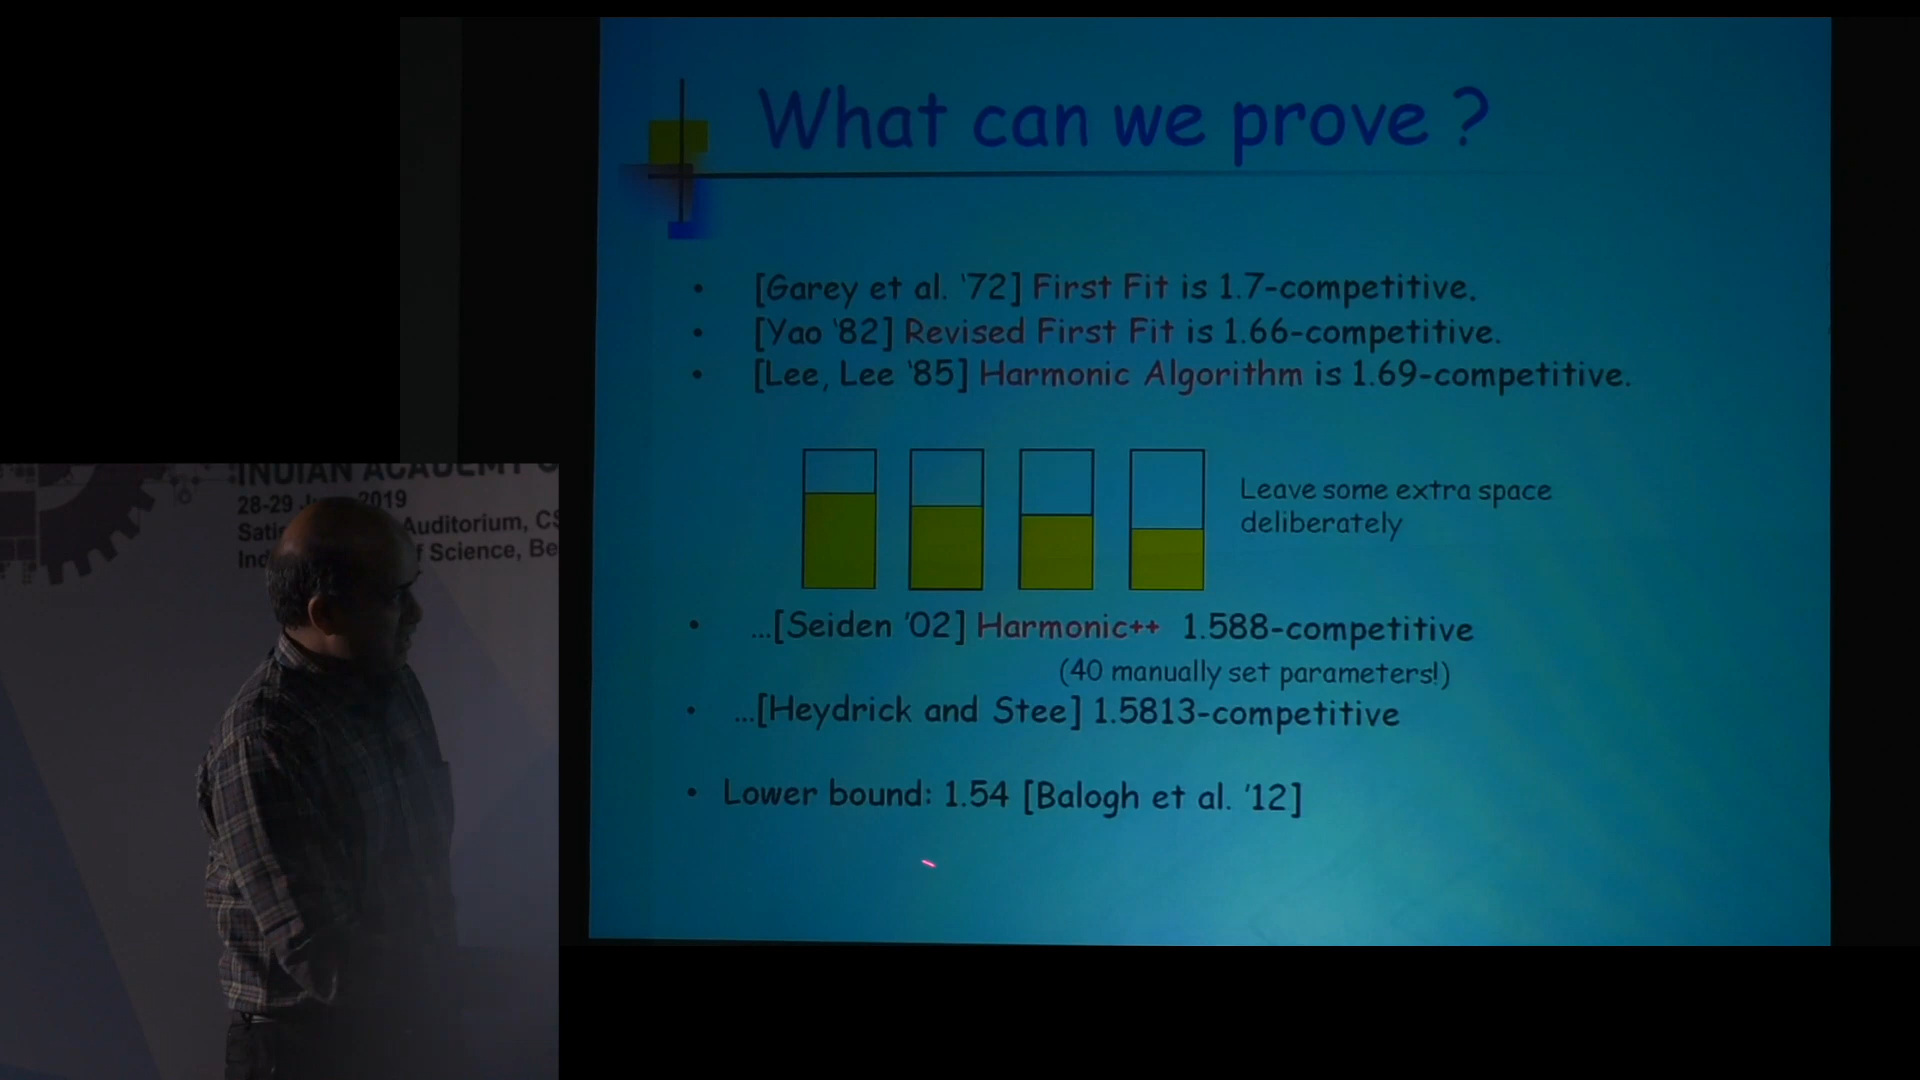 What can we prove ?
• [Garey et al. '72] First Fit is 1.7-competitive.
• [Yao '82] Revised First Fit is 1.66-competitive.
• [Lee, Lee '85] Harmonic Algorithm is 1.69-competitive.
Leave some extra space
deliberately
• ...[Seiden '02] Harmonic++ 1.588-competitive
(40 manually set parameters!)
• ...[Heydrick and Stee] 1.5813-competitive
• Lower bound: 1.54 [Balogh et al. '12]
INDIAN ACADEMY O
28-29 2019
Auditorium, CS
f Science, Be